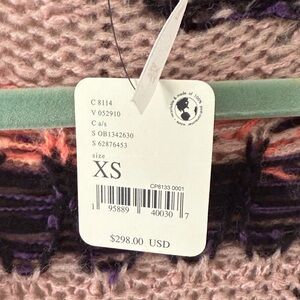 C 8114
V 052910
C a/s
S OB1342630
S 62876453
size
XS
CP8133 0001
1 95889 40030 7
$298.00 USD